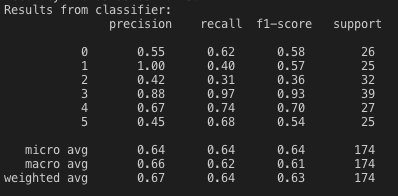 Results from classifier:
precision recall f1-score support
0 0.55 0.62 0.58 26
1 1.00 0.40 0.57 25
2 0.42 0.31 0.36 32
3 0.88 0.97 0.93 39
4 0.67 0.74 0.70 27
5 0.45 0.68 0.54 25
micro avg 0.64 0.64 0.64 174
macro avg 0.66 0.62 0.61 174
weighted avg 0.67 0.64 0.63 174